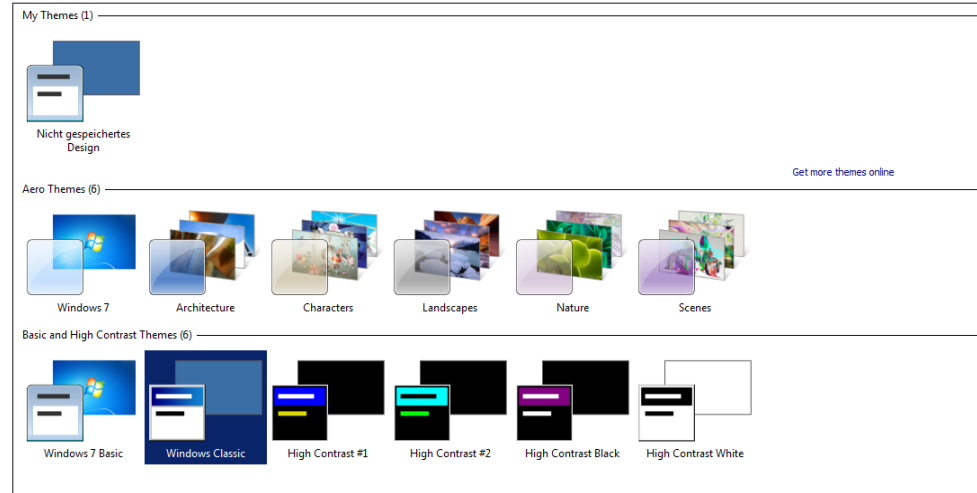 My Themes (1)
Nicht gespeichertes
Design
Get more themes online
Aero Themes (6)
Windows 7
Architecture
Characters
Landscapes
Nature
Scenes
Basic and High Contrast Themes (6)
Windows 7 Basic
Windows Classic
High Contrast #1
High Contrast #2
High Contrast Black
High Contrast White